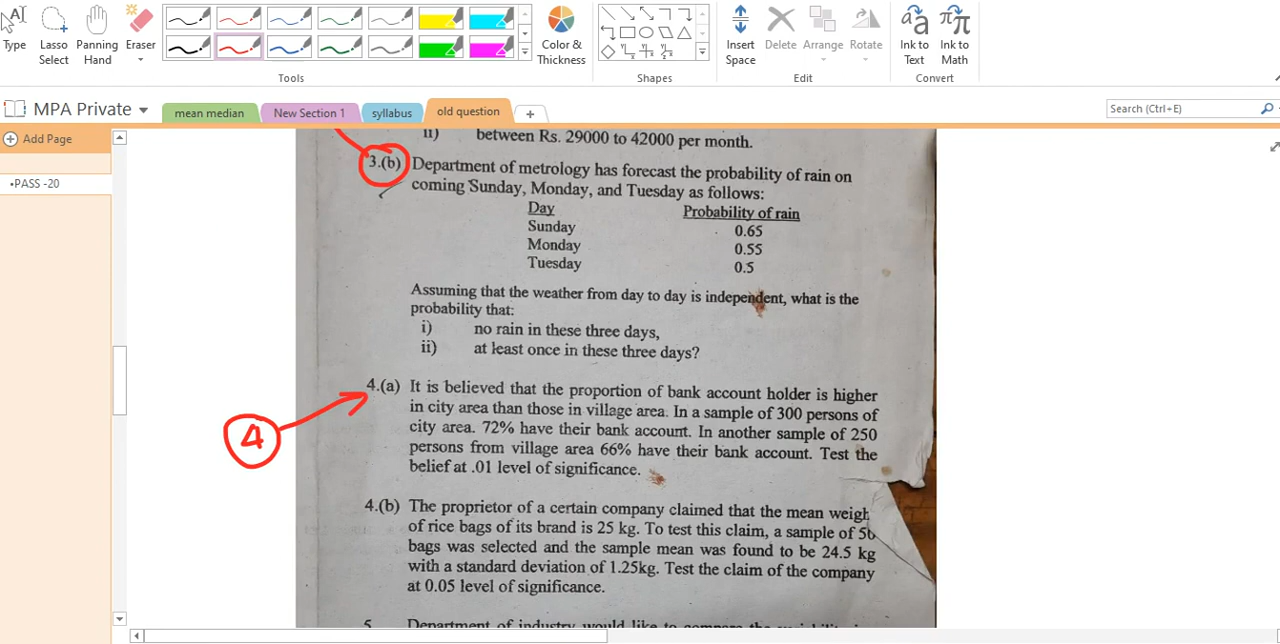 Type
Lasso Select
Panning Hand
Eraser
Color & Thickness
Insert Space
Delete
Arrange
Rotate
Ink to Text
Ink to Math
Tools
Shapes
Edit
Convert
MPA Private
mean median
New Section 1
syllabus
old question
Search (Ctrl+E)
Add Page
•PASS -20
ii) between Rs. 29000 to 42000 per month.
3.(b) Department of metrology has forecast the probability of rain on
coming Sunday, Monday, and Tuesday as follows:
Day Probability of rain
Sunday 0.65
Monday 0.55
Tuesday 0.5
Assuming that the weather from day to day is independent, what is the
probability that:
i) no rain in these three days,
ii) at least once in these three days?
4
4.(a) It is believed that the proportion of bank account holder is higher
in city area than those in village area. In a sample of 300 persons of
city area. 72% have their bank account. In another sample of 250
persons from village area 66% have their bank account. Test the
belief at .01 level of significance.
4.(b) The proprietor of a certain company claimed that the mean weigh
of rice bags of its brand is 25 kg. To test this claim, a sample of 50
bags was selected and the sample mean was found to be 24.5 kg
with a standard deviation of 1.25kg. Test the claim of the company
at 0.05 level of significance.
5. Department of industry would like to compare the